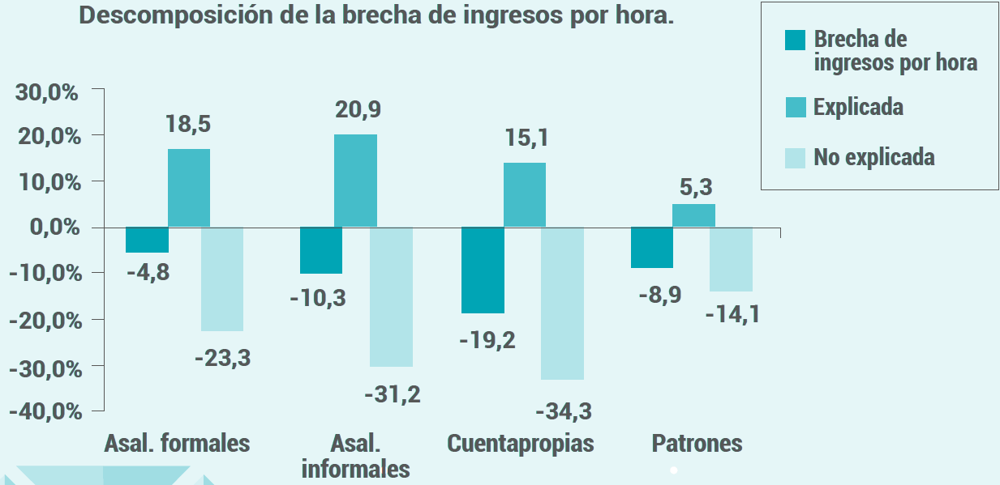 Descomposición de la brecha de ingresos por hora.
Brecha de
ingresos por hora
Explicada
No explicada
30,0%
20,0%
10,0%
0,0%
-10,0%
-20,0%
-30,0%
-40,0%
18,5
20,9
15,1
5,3
-4,8
-10,3
-19,2
-8,9
-23,3
-31,2
-34,3
-14,1
Asal. formales
Asal.
informales
Cuentapropias
Patrones